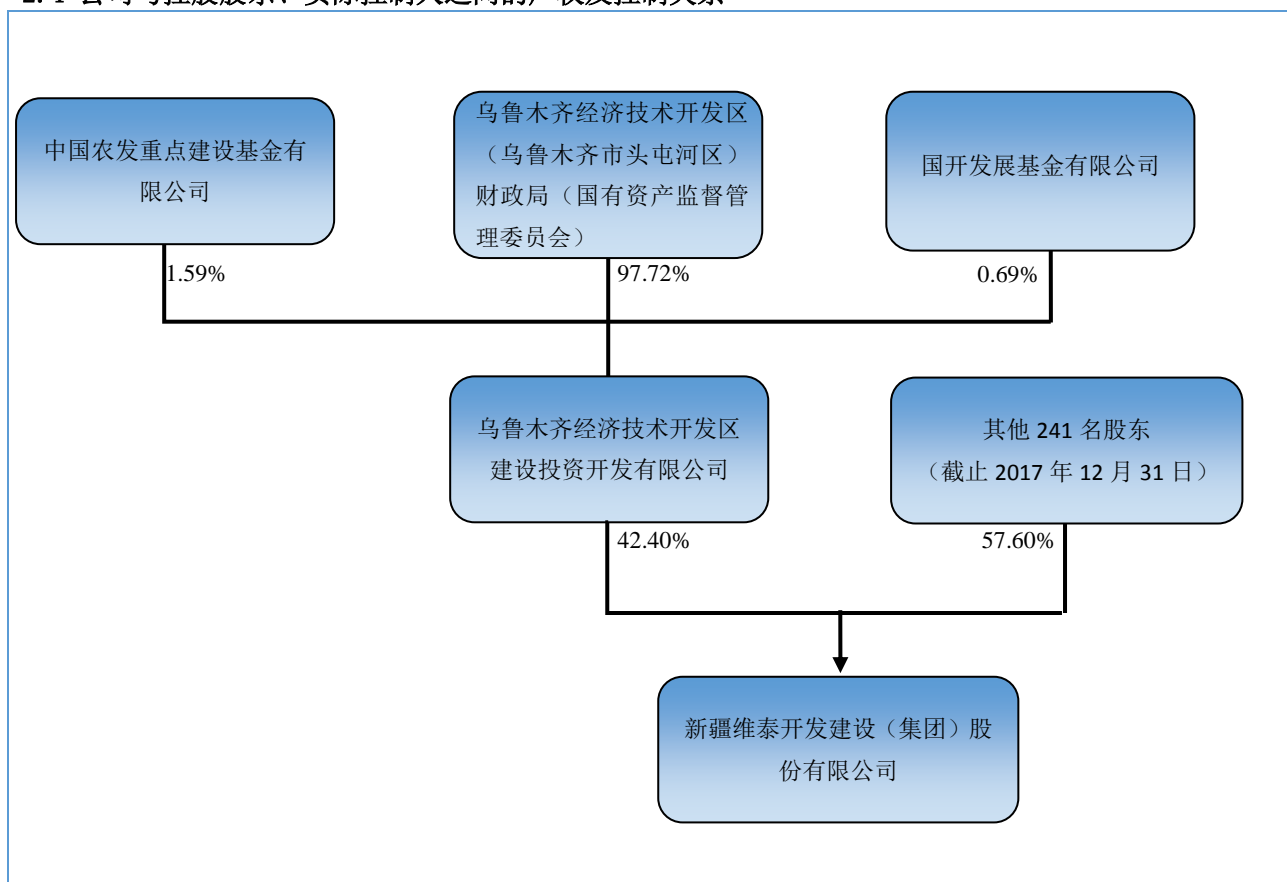 中国农发重点建设基金有
限公司
乌鲁木齐经济技术开发区
（乌鲁木齐市头屯河区）
财政局（国有资产监督管
理委员会）
国开发展基金有限公司
1.59%
97.72%
0.69%
乌鲁木齐经济技术开发区
建设投资开发有限公司
其他 241 名股东
（截止 2017 年 12 月 31 日）
42.40%
57.60%
新疆维泰开发建设（集团）股
份有限公司